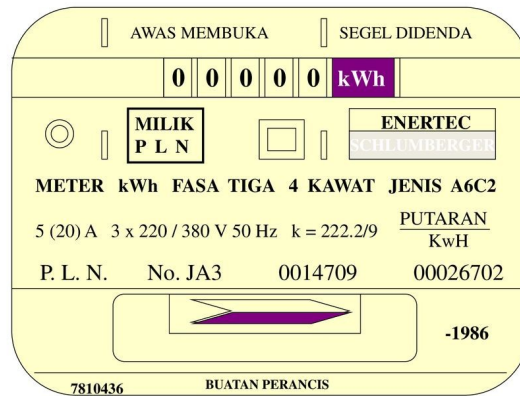 AWAS MEMBUKA SEGEL DIDENDA
0 0 0 0 0 kWh
MILIK
P L N
ENERTEC
SCHLUMBERGER
METER kWh FASA TIGA 4 KAWAT JENIS A6C2
5 (20) A 3 x 220 / 380 V 50 Hz k = 222.2/9 PUTARAN
KwH
P. L. N. No. JA3 0014709 00026702
-1986
7810436 BUATAN PERANCIS